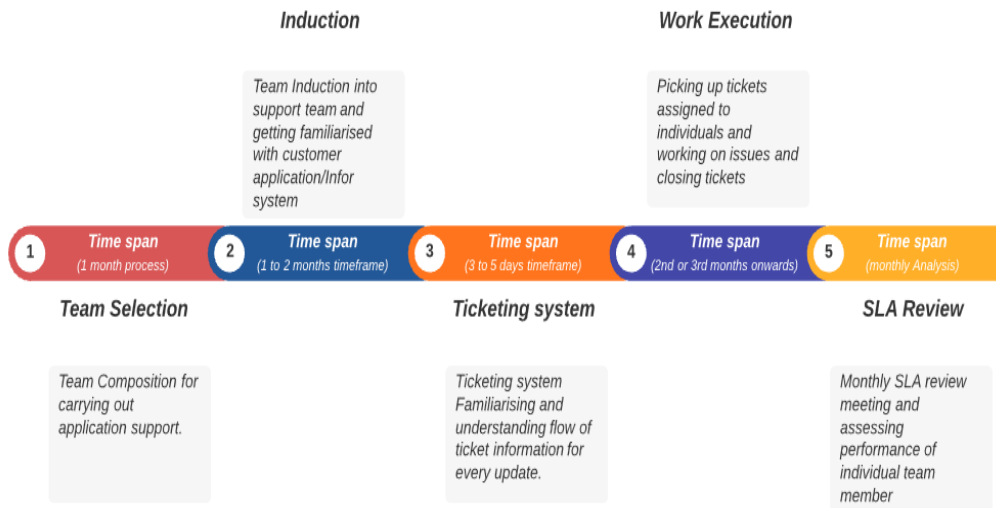 Induction
Work Execution
Team Induction into
support team and
getting familiarised
with customer
application/Infor
system
Picking up tickets
assigned to
individuals and
working on issues and
closing tickets
1
Time span
(1 month process)
2
Time span
(1 to 2 months timeframe)
3
Time span
(3 to 5 days timeframe)
4
Time span
(2nd or 3rd months onwards)
5
Time span
(monthly Analysis)
Team Selection
Ticketing system
SLA Review
Team Composition for
carrying out
application support.
Ticketing system
Familiarising and
understanding flow of
ticket information for
every update.
Monthly SLA review
meeting and
assessing
performance of
individual team
member